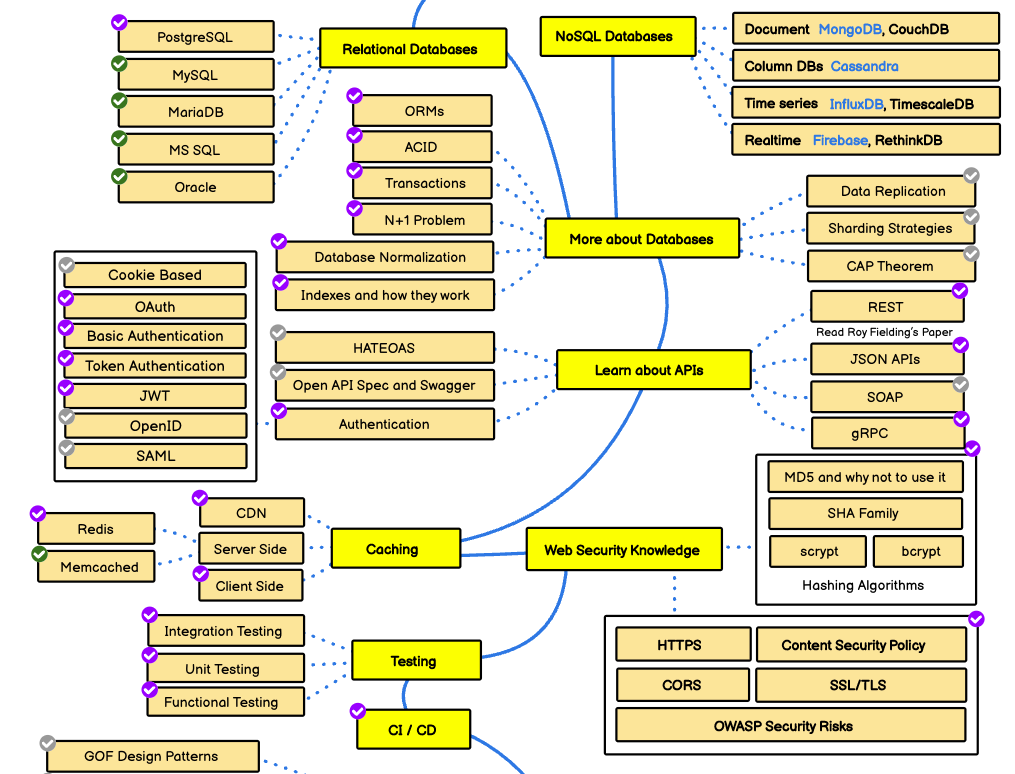 PostgreSQL
MySQL
MariaDB
MS SQL
Oracle
Relational Databases
NoSQL Databases
Document MongoDB, CouchDB
Column DBs Cassandra
Time series InfluxDB, TimescaleDB
Realtime Firebase, RethinkDB
ORMs
ACID
Transactions
N+1 Problem
Database Normalization
Indexes and how they work
More about Databases
Data Replication
Sharding Strategies
CAP Theorem
Cookie Based
OAuth
Basic Authentication
Token Authentication
JWT
OpenID
SAML
HATEOAS
Open API Spec and Swagger
Authentication
Learn about APIs
REST
Read Roy Fielding's Paper
JSON APIs
SOAP
gRPC
MD5 and why not to use it
SHA Family
scrypt
bcrypt
Hashing Algorithms
Redis
Memcached
CDN
Server Side
Client Side
Caching
Web Security Knowledge
HTTPS
Content Security Policy
CORS
SSL/TLS
OWASP Security Risks
Integration Testing
Unit Testing
Functional Testing
Testing
CI / CD
GOF Design Patterns